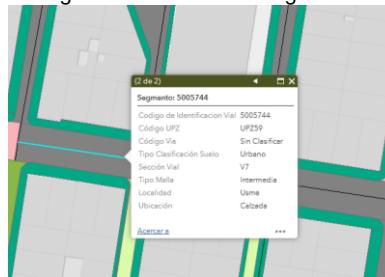 (2 de 2)
Segmento: 5005744
Codigo de Identificacion Vial 5005744
Código UPZ UPZ59
Código Via Sin Clasificar
Tipo Clasificación Suelo Urbano
Sección Vial V7
Tipo Malla Intermedia
Localidad Usme
Ubicación Calzada
Acercar a